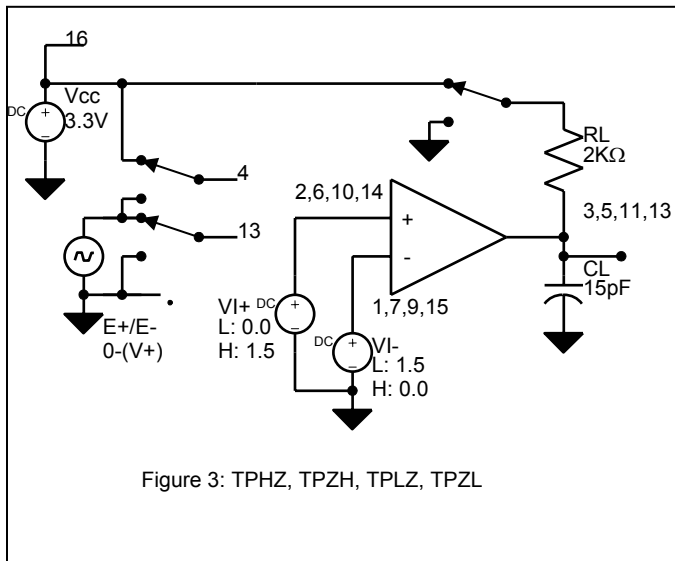 16
DC
Vcc
3.3V
+
−
4
13
E+/E-
0-(V+)
2,6,10,14
+
-
1,7,9,15
VI+
L: 0.0
H: 1.5
DC
+
−
DC
+
−
VI-
L: 1.5
H: 0.0
RL
2KΩ
3,5,11,13
CL
15pF
Figure 3: TPHZ, TPZH, TPLZ, TPZL